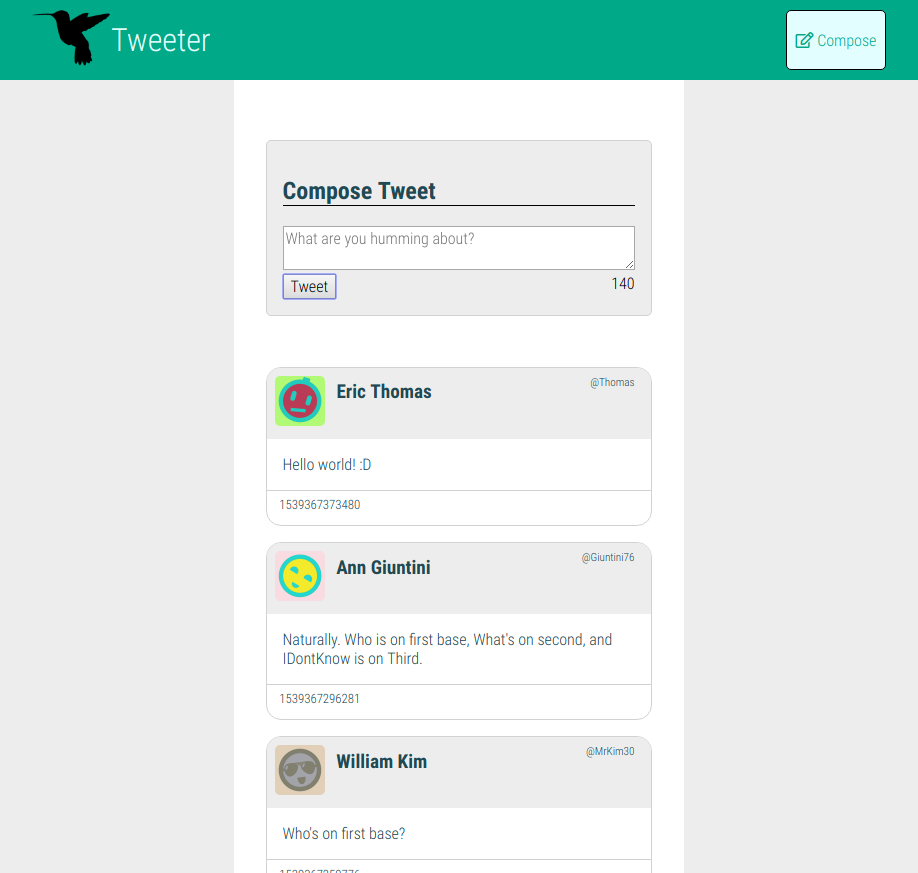 Tweeter
Compose
Compose Tweet
What are you humming about?
Tweet
140
Eric Thomas
@Thomas
Hello world! :D
1539367373480
Ann Giuntini
@Giuntini76
Naturally. Who is on first base, What's on second, and
IDontKnow is on Third.
1539367296281
William Kim
@MrKim30
Who's on first base?